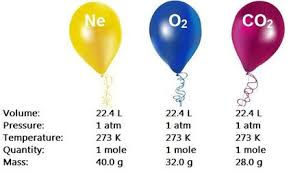 Ne O₂ CO₂
Volume: 22.4 L 22.4 L 22.4 L
Pressure: 1 atm 1 atm 1 atm
Temperature: 273 K 273 K 273 K
Quantity: 1 mole 1 mole 1 mole
Mass: 40.0 g 32.0 g 28.0 g